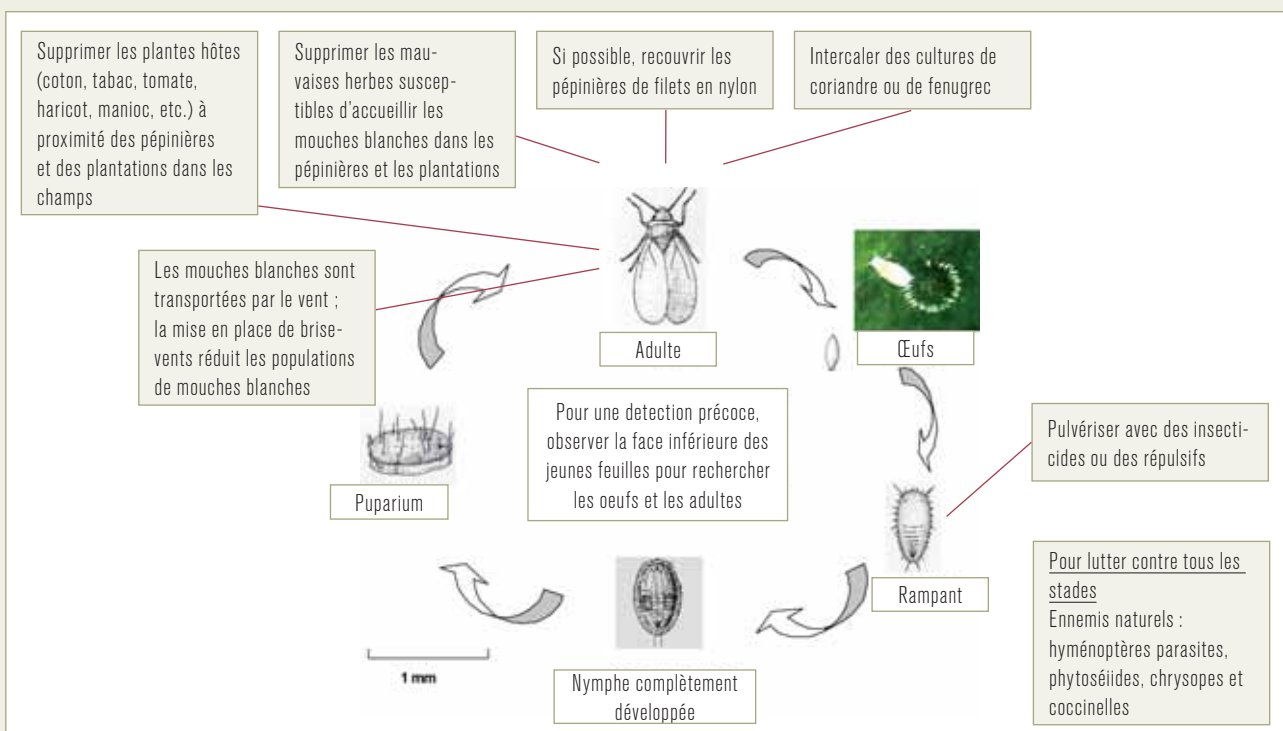 Supprimer les plantes hôtes
(coton, tabac, tomate,
haricot, manioc, etc.) à
proximité des pépinières
et des plantations dans les
champs
Supprimer les mau-
vaises herbes suscep-
tibles d'accueillir les
mouches blanches dans les
pépinières et les plantations
Si possible, recouvrir les
pépinières de filets en nylon
Intercaler des cultures de
coriandre ou de fenugrec
Les mouches blanches sont
transportées par le vent ;
la mise en place de brise-
vents réduit les populations
de mouches blanches
Adulte
Œufs
Pour une detection précoce,
observer la face inférieure des
jeunes feuilles pour rechercher
les oeufs et les adultes
Pulvériser avec des insecti-
cides ou des répulsifs
Puparium
Rampant
Pour lutter contre tous les
stades
Ennemis naturels :
hyménoptères parasites,
phytoséiides, chrysopes et
coccinelles
1 mm
Nymphe complètement
développée